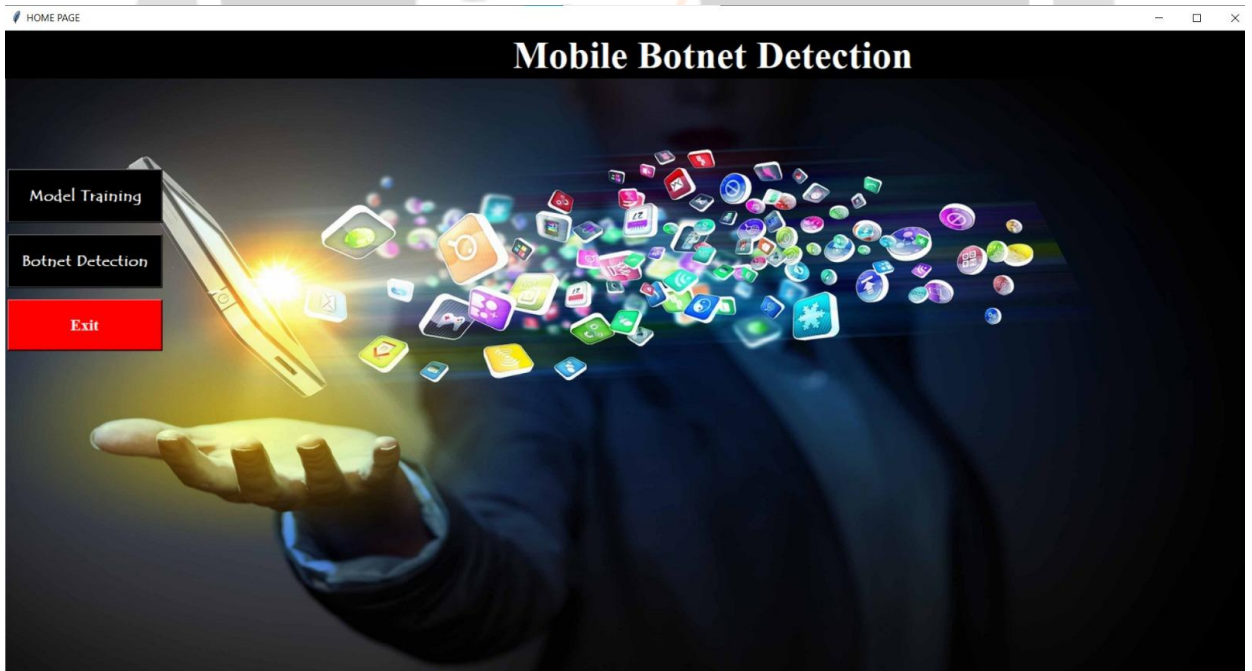 HOME PAGE
Mobile Botnet Detection
Model Training
Botnet Detection
Exit